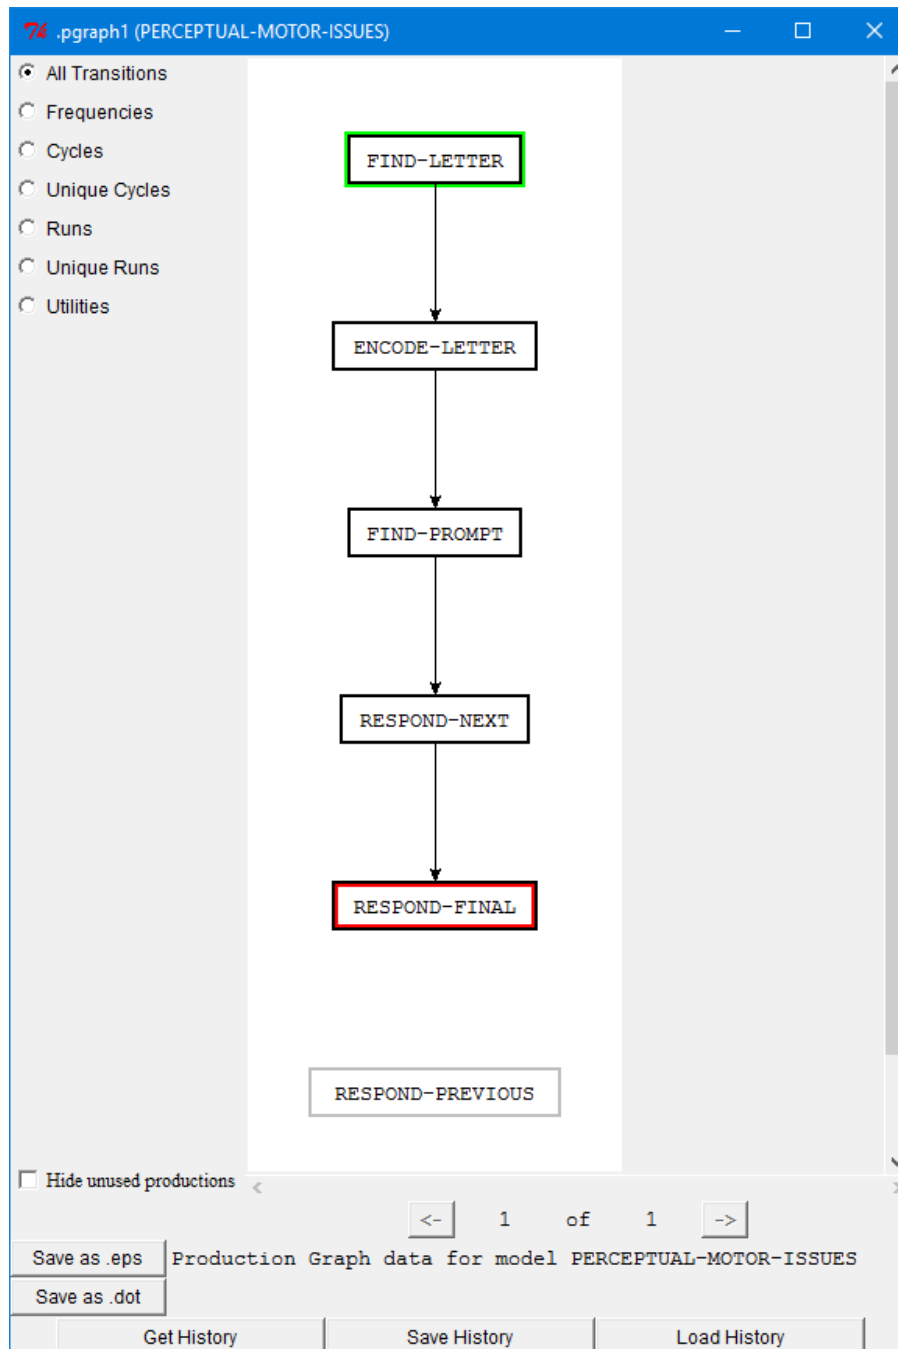 .pgraph1 (PERCEPTUAL-MOTOR-ISSUES)
All Transitions
Frequencies
Cycles
Unique Cycles
Runs
Unique Runs
Utilities
FIND-LETTER
ENCODE-LETTER
FIND-PROMPT
RESPOND-NEXT
RESPOND-FINAL
RESPOND-PREVIOUS
Hide unused productions
<- 1 of 1 ->
Save as .eps Production Graph data for model PERCEPTUAL-MOTOR-ISSUES
Save as .dot
Get History Save History Load History